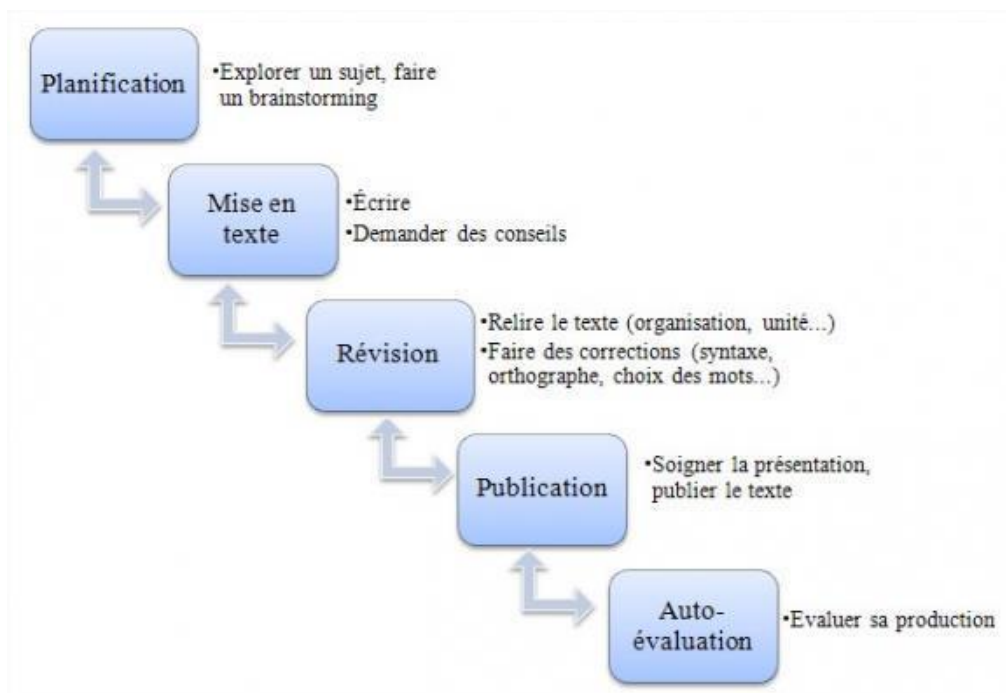 Planification
•Explorer un sujet, faire
un brainstorming
Mise en
texte
•Écrire
•Demander des conseils
Révision
•Relire le texte (organisation, unité...)
•Faire des corrections (syntaxe,
orthographe, choix des mots...)
Publication
•Soigner la présentation,
publier le texte
Auto-
évaluation
•Evaluer sa production